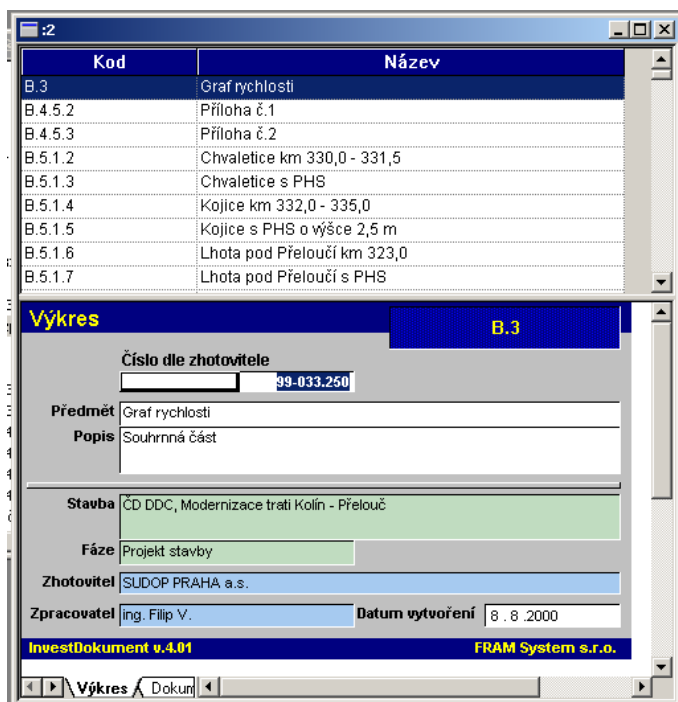 :2
Kod Název
B.3 Graf rychlosti
B.4.5.2 Příloha č.1
B.4.5.3 Příloha č.2
B.5.1.2 Chvaletice km 330,0 - 331,5
B.5.1.3 Chvaletice s PHS
B.5.1.4 Kojice km 332,0 - 335,0
B.5.1.5 Kojice s PHS o výšce 2,5 m
B.5.1.6 Lhota pod Přeloučí km 323,0
B.5.1.7 Lhota pod Přeloučí s PHS
Výkres B.3
Číslo dle zhotovitele
99-033.250
Předmět Graf rychlosti
Popis Souhrnná část
Stavba ČD DDC, Modernizace trati Kolín - Přelouč
Fáze Projekt stavby
Zhotovitel SUDOP PRAHA a.s.
Zpracovatel ing. Filip V. Datum vytvoření 8 . 8 .2000
InvestDokument v.4.01 FRAM System s.r.o.
Výkres Dokum